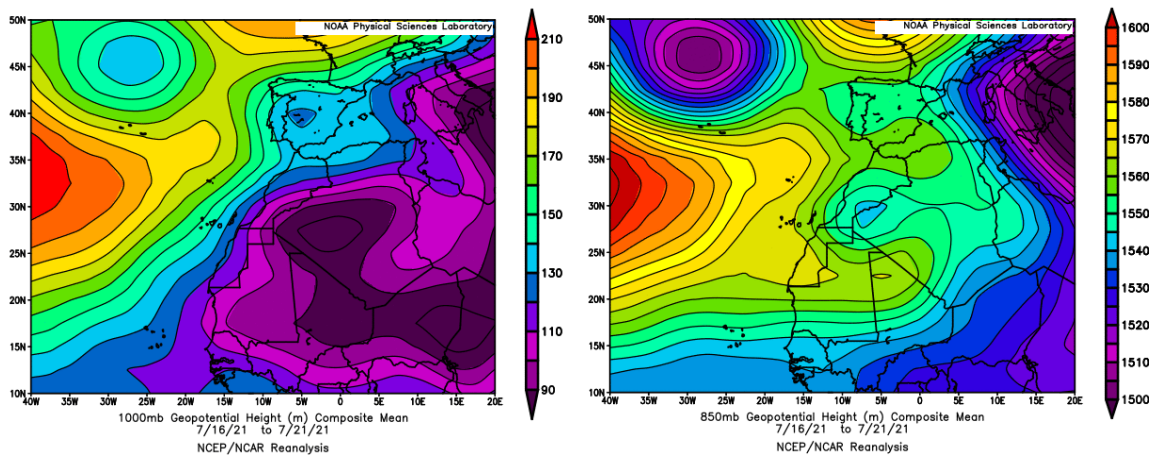 NOAA Physical Sciences Laboratory
50N
45N
40N
35N
30N
25N
20N
15N
10N
40W 35W 30W 25W 20W 15W 10W 5W 0 5E 10E 15E 20E
210
190
170
150
130
110
90
1000mb Geopotential Height (m) Composite Mean
7/16/21 to 7/21/21
NCEP/NCAR Reanalysis
NOAA Physical Sciences Laboratory
50N
45N
40N
35N
30N
25N
20N
15N
10N
40W 35W 30W 25W 20W 15W 10W 5W 0 5E 10E 15E 20E
1600
1590
1580
1570
1560
1550
1540
1530
1520
1510
1500
850mb Geopotential Height (m) Composite Mean
7/16/21 to 7/21/21
NCEP/NCAR Reanalysis